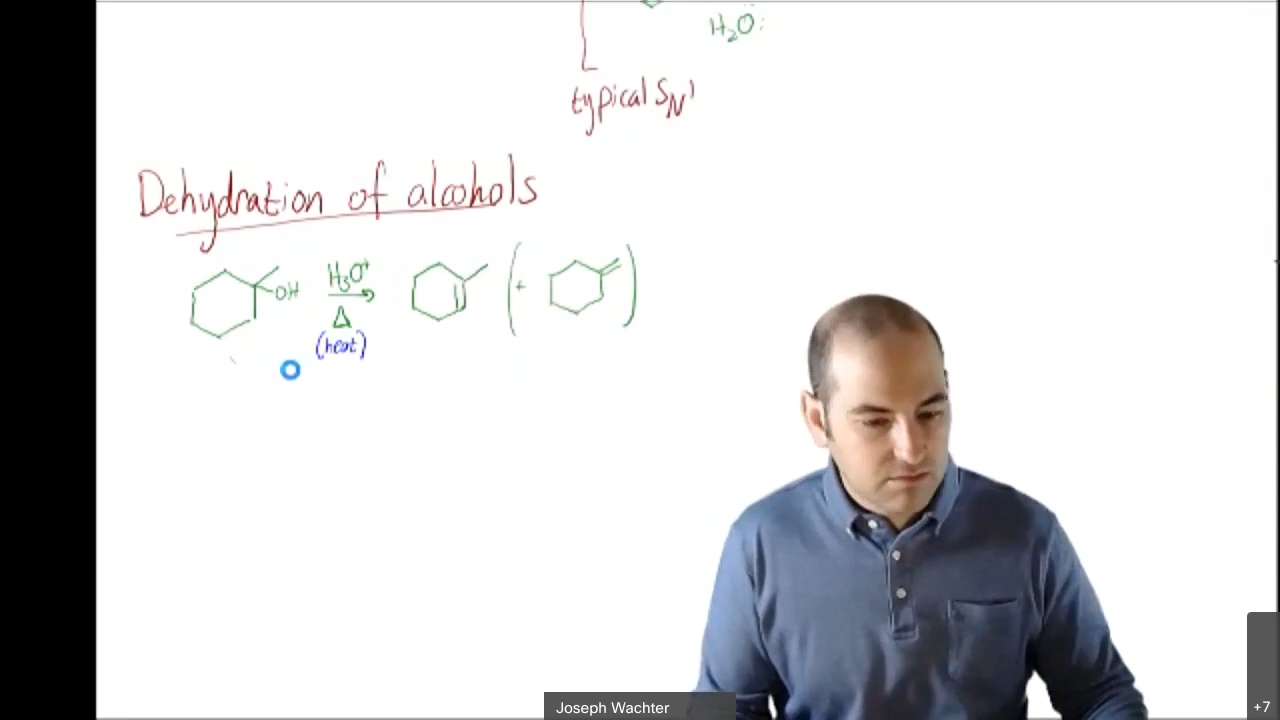 H₂O:
typical SN1
Dehydration of alcohols
OH H₃O⁺ ( + )
Δ
(heat)
Joseph Wachter
+7